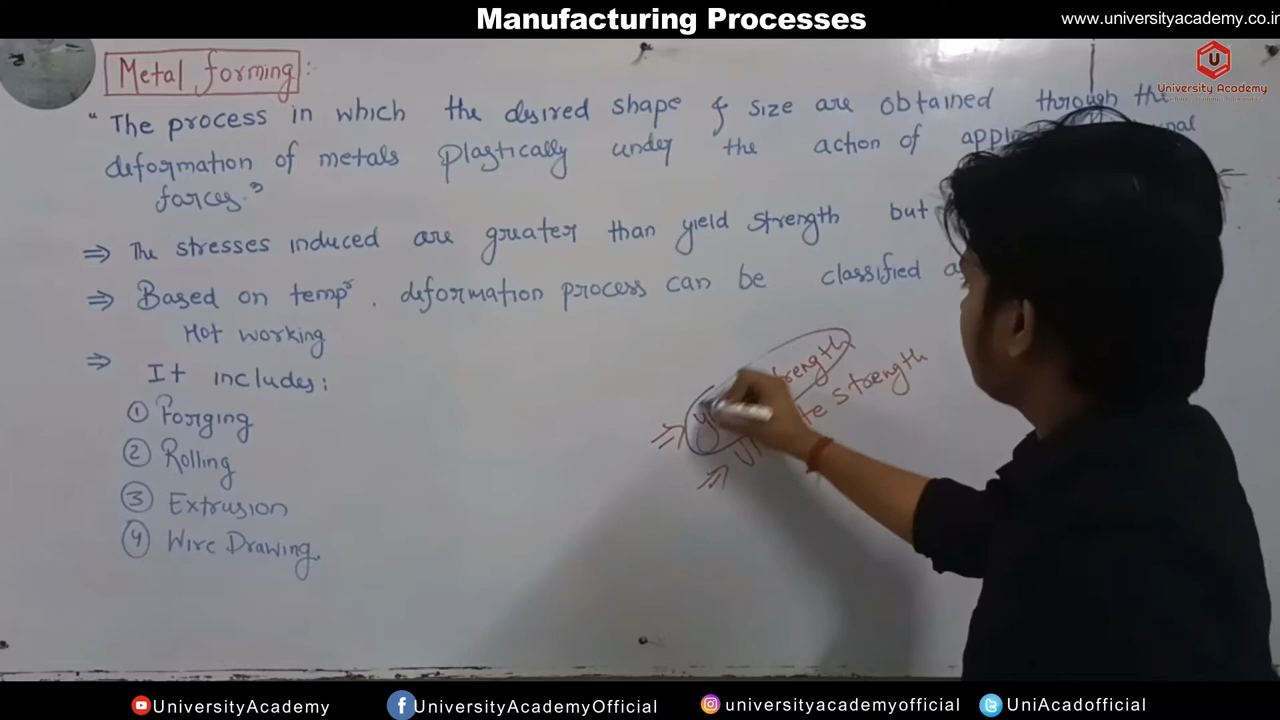 Manufacturing Processes
www.universityacademy.co.in
University Academy
Metal forming:
" The process in which the desired shape & size are obtained through the
deformation of metals plastically under the action of
forces."
⇒ The stresses induced are greater than yield strength but
⇒ Based on tempr. deformation process can be classified
Hot working
⇒ It includes:
① Forging
② Rolling
③ Extrusion
④ Wire Drawing.
⇒
⇒ strength
UniversityAcademy
UniversityAcademyOfficial
universityacademyofficial
UniAcadofficial